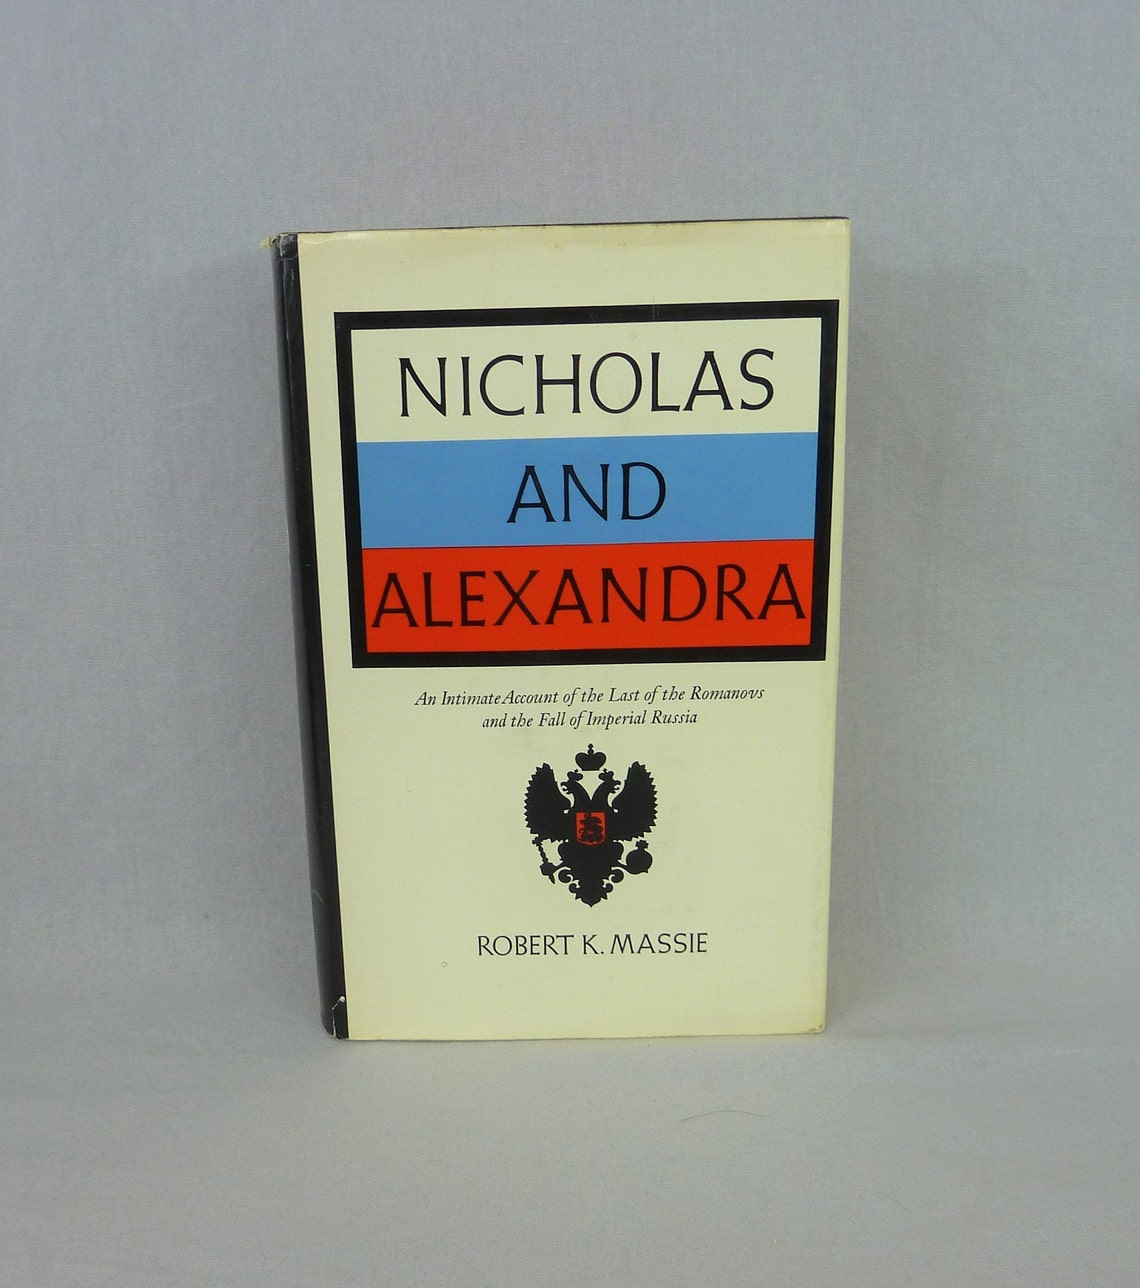 NICHOLAS
AND
ALEXANDRA
An Intimate Account of the Last of the Romanovs
and the Fall of Imperial Russia
ROBERT K. MASSIE